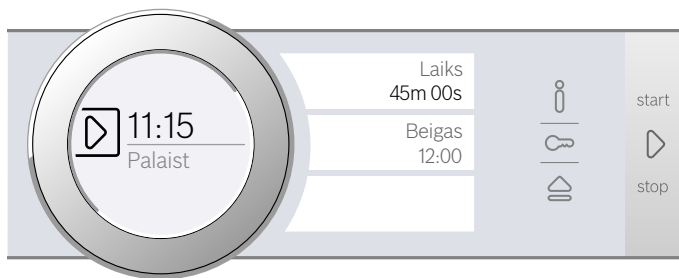 11:15
Palaist
Laiks
45m 00s
Beigas
12:00
start
stop